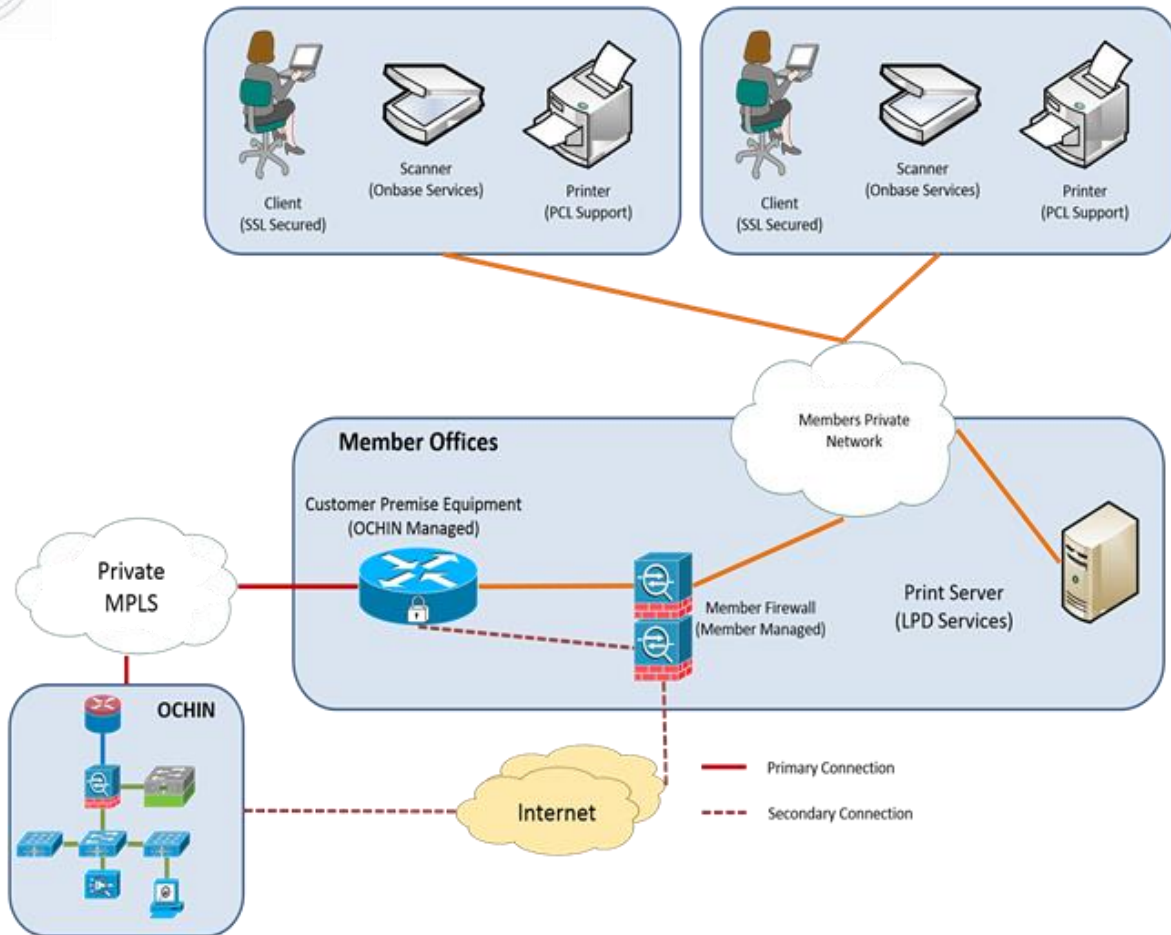 Client
(SSL Secured)
Scanner
(Onbase Services)
Printer
(PCL Support)
Client
(SSL Secured)
Scanner
(Onbase Services)
Printer
(PCL Support)
Members Private
Network
Member Offices
Customer Premise Equipment
(OCHIN Managed)
Private
MPLS
Member Firewall
(Member Managed)
Print Server
(LPD Services)
OCHIN
Internet
Primary Connection
Secondary Connection